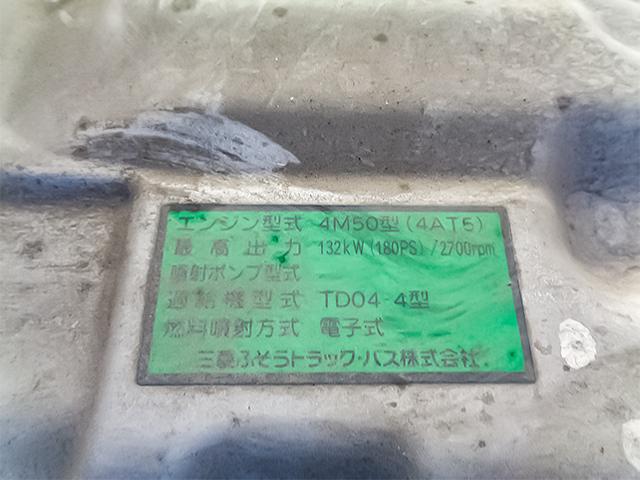 エンジン型式 4M50型(4AT5)
最高出力 132kW(180PS)/2700rpm
噴射ポンプ型式
過給機型式 TD04-4型
燃料噴射方式 電子式
三菱ふそうトラック・バス株式会社